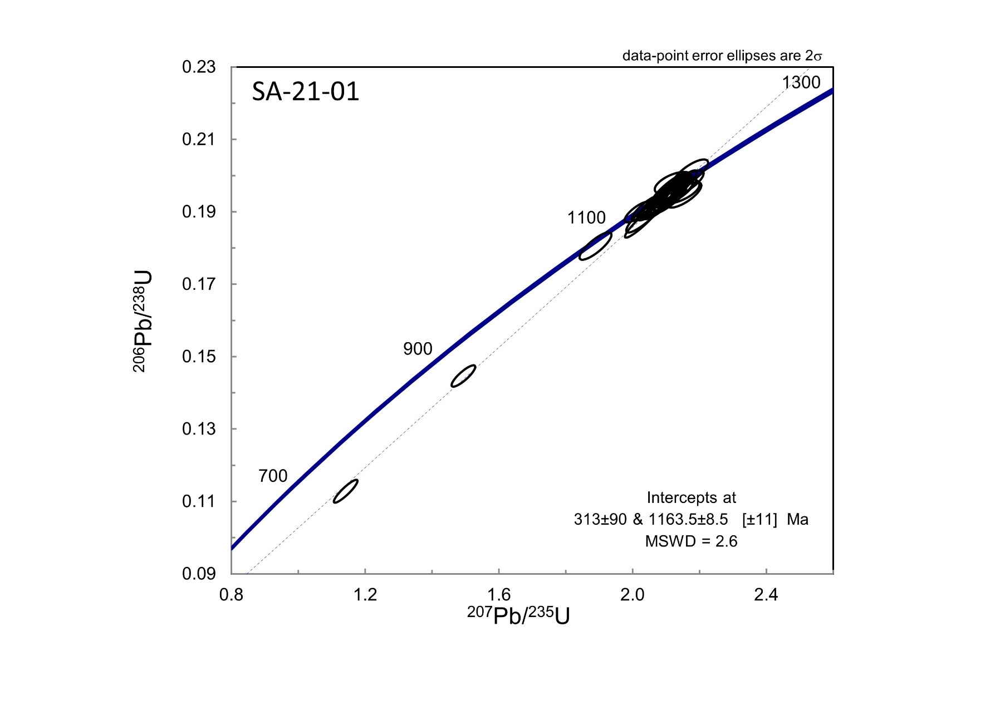 data-point error ellipses are 2σ
SA-21-01
0.23
0.21
0.19
0.17
0.15
0.13
0.11
0.09
206Pb/238U
1300
1100
900
700
Intercepts at
313±90 & 1163.5±8.5 [±11] Ma
MSWD = 2.6
0.8 1.2 1.6 2.0 2.4
207Pb/235U